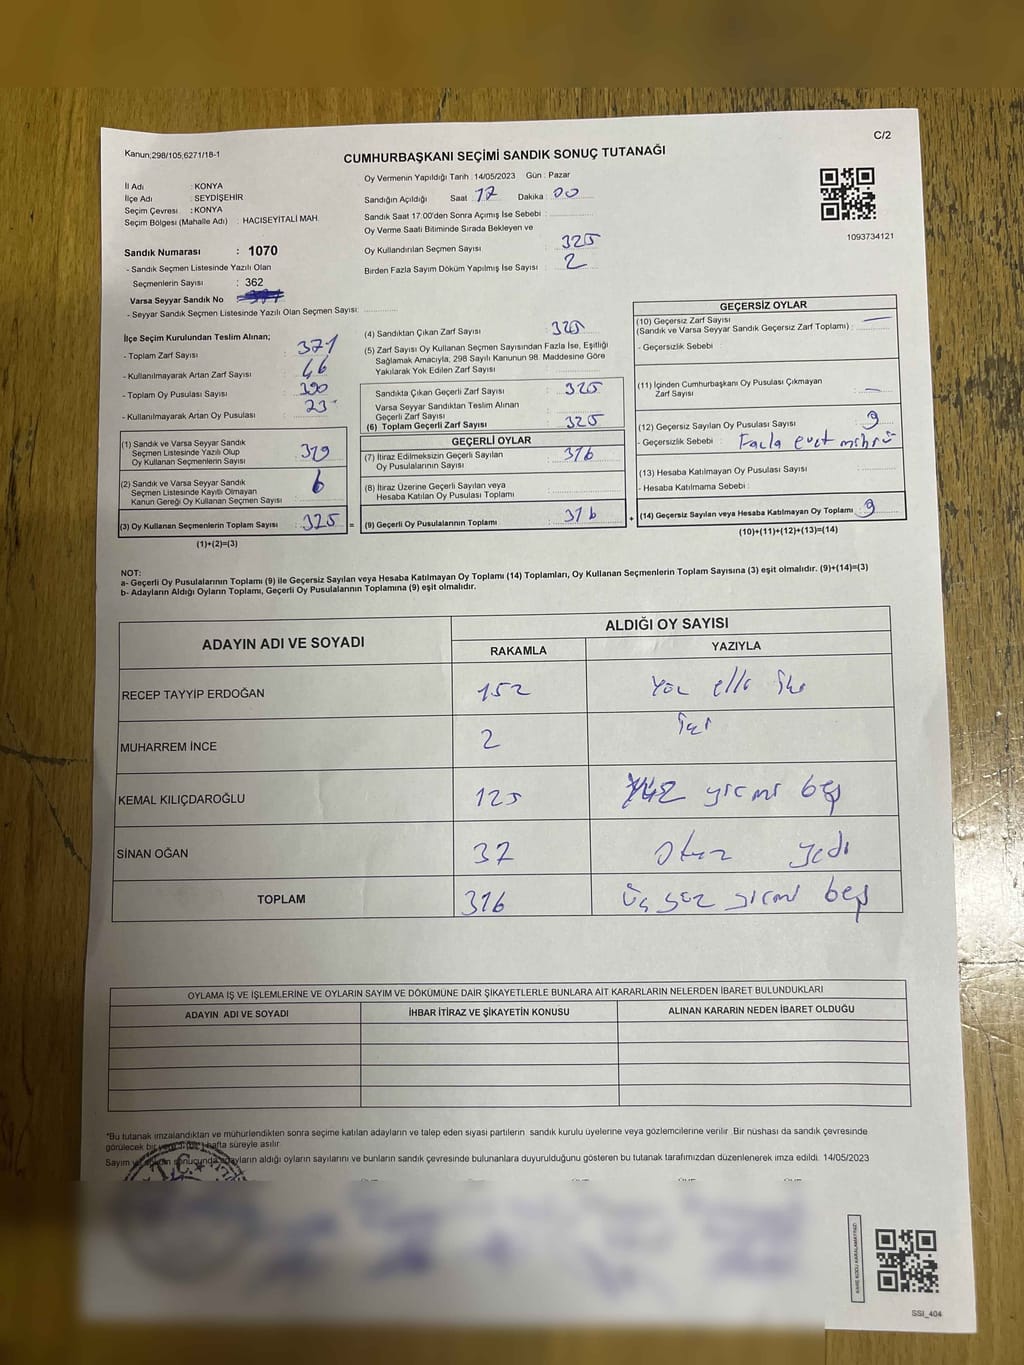 C/2
Kanun;298/105,6271/18-1
CUMHURBAŞKANI SEÇİMİ SANDIK SONUÇ TUTANAĞI
İl Adı : KONYA
İlçe Adı : SEYDİŞEHİR
Seçim Çevresi : KONYA
Seçim Bölgesi (Mahalle Adı) : HACISEYİTALİ MAH.
Sandık Numarası : 1070
- Sandık Seçmen Listesinde Yazılı Olan
Seçmenlerin Sayısı : 362
Varsa Seyyar Sandık No
- Seyyar Sandık Seçmen Listesinde Yazılı Olan Seçmen Sayısı:
Oy Vermenin Yapıldığı Tarih :14/05/2023 Gün : Pazar
Sandığın Açıldığı Saat 17 Dakika : 00
Sandık Saat 17:00'den Sonra Açımış İse Sebebi :
Oy Verme Saati Bitiminde Sırada Bekleyen ve
Oy Kullandırılan Seçmen Sayısı : 325
Birden Fazla Sayım Döküm Yapılmış İse Sayısı : 2
1093734121
İlçe Seçim Kurulundan Teslim Alınan;
- Toplam Zarf Sayısı : 371
- Kullanılmayarak Artan Zarf Sayısı : 46
- Toplam Oy Pusulası Sayısı : 390
- Kullanılmayarak Artan Oy Pusulası : 23
(1) Sandık ve Varsa Seyyar Sandık
Seçmen Listesinde Yazılı Olup
Oy Kullanan Seçmenlerin Sayısı : 319
(2) Sandık ve Varsa Seyyar Sandık
Seçmen Listesinde Kayıtlı Olmayan
Kanun Gereği Oy Kullanan Seçmen Sayısı : 6
(3) Oy Kullanan Seçmenlerin Toplam Sayısı : 325 =
(1)+(2)=(3)
(4) Sandıktan Çıkan Zarf Sayısı : 325
(5) Zarf Sayısı Oy Kullanan Seçmen Sayısından Fazla İse, Eşitliği
Sağlamak Amacıyla, 298 Sayılı Kanunun 98. Maddesine Göre
Yakılarak Yok Edilen Zarf Sayısı :
Sandıkta Çıkan Geçerli Zarf Sayısı : 325
Varsa Seyyar Sandıktan Teslim Alınan
Geçerli Zarf Sayısı
(6) Toplam Geçerli Zarf Sayısı : 325
GEÇERLİ OYLAR
(7) İtiraz Edilmeksizin Geçerli Sayılan
Oy Pusulalarının Sayısı : 316
(8) İtiraz Üzerine Geçerli Sayılan veya
Hesaba Katılan Oy Pusulası Toplamı :
(9) Geçerli Oy Pusulalarının Toplamı : 316 +
GEÇERSİZ OYLAR
(10) Geçersiz Zarf Sayısı
(Sandık ve Varsa Seyyar Sandık Geçersiz Zarf Toplamı) : —
- Geçersizlik Sebebi :
(11) İçinden Cumhurbaşkanı Oy Pusulası Çıkmayan
Zarf Sayısı : —
(12) Geçersiz Sayılan Oy Pusulası Sayısı : 9
- Geçersizlik Sebebi : Fazla evet mührü
(13) Hesaba Katılmayan Oy Pusulası Sayısı :
- Hesaba Katılmama Sebebi :
(14) Geçersiz Sayılan veya Hesaba Katılmayan Oy Toplamı : 9
(10)+(11)+(12)+(13)=(14)
NOT:
a- Geçerli Oy Pusulalarının Toplamı (9) ile Geçersiz Sayılan veya Hesaba Katılmayan Oy Toplamı (14) Toplamları, Oy Kullanan Seçmenlerin Toplam Sayısına (3) eşit olmalıdır. (9)+(14)=(3)
b- Adayların Aldığı Oyların Toplamı, Geçerli Oy Pusulalarının Toplamına (9) eşit olmalıdır.
ADAYIN ADI VE SOYADI ALDIĞI OY SAYISI
RAKAMLA YAZIYLA
RECEP TAYYİP ERDOĞAN 152 Yüz elli iki
MUHARREM İNCE 2 İki
KEMAL KILIÇDAROĞLU 125 Yüz yirmi beş
SİNAN OĞAN 37 Otuz yedi
TOPLAM 316 üç yüz yirmi beş
OYLAMA İŞ VE İŞLEMLERİNE VE OYLARIN SAYIM VE DÖKÜMÜNE DAİR ŞİKAYETLERLE BUNLARA AİT KARARLARIN NELERDEN İBARET BULUNDUKLARI
ADAYIN ADI VE SOYADI İHBAR İTİRAZ VE ŞİKAYETİN KONUSU ALINAN KARARIN NEDEN İBARET OLDUĞU
*Bu tutanak imzalandıktan ve mühürlendikten sonra seçime katılan adayların ve talep eden siyasi partilerin sandık kurulu üyelerine veya gözlemcilerine verilir. Bir nüshası da sandık çevresinde
görülecek bir yere bir hafta süreyle asılır.
Sayım ve döküm sonucunda adayların aldığı oyların sayılarını ve bunların sandık çevresinde bulunanlara duyurulduğunu gösteren bu tutanak tarafımızdan düzenlenerek imza edildi. 14/05/2023
T.C.
SSI_404